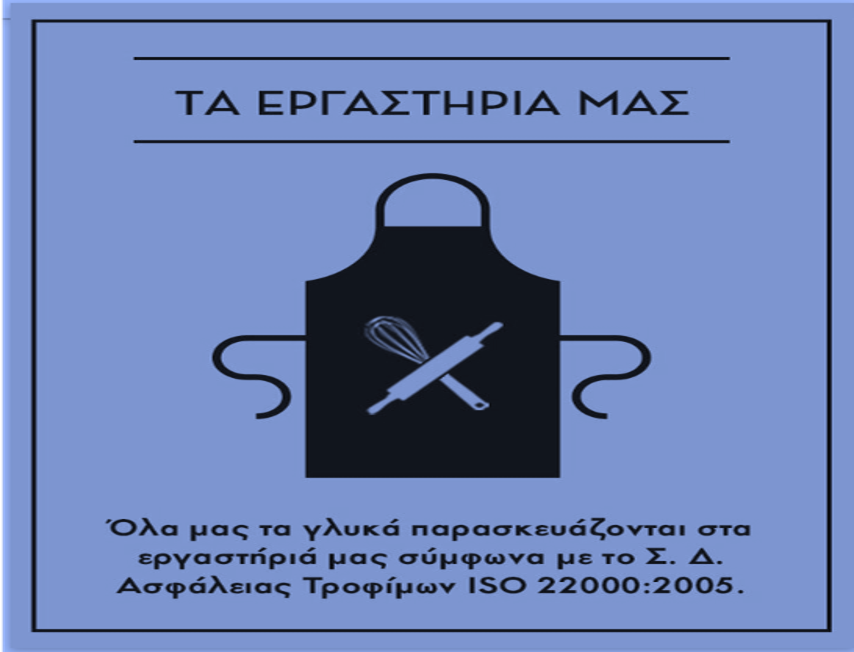 ΤΑ ΕΡΓΑΣΤΗΡΙΑ ΜΑΣ
Όλα μας τα γλυκά παρασκευάζονται στα
εργαστήριά μας σύμφωνα με το Σ. Δ.
Ασφάλειας Τροφίμων ISO 22000:2005.